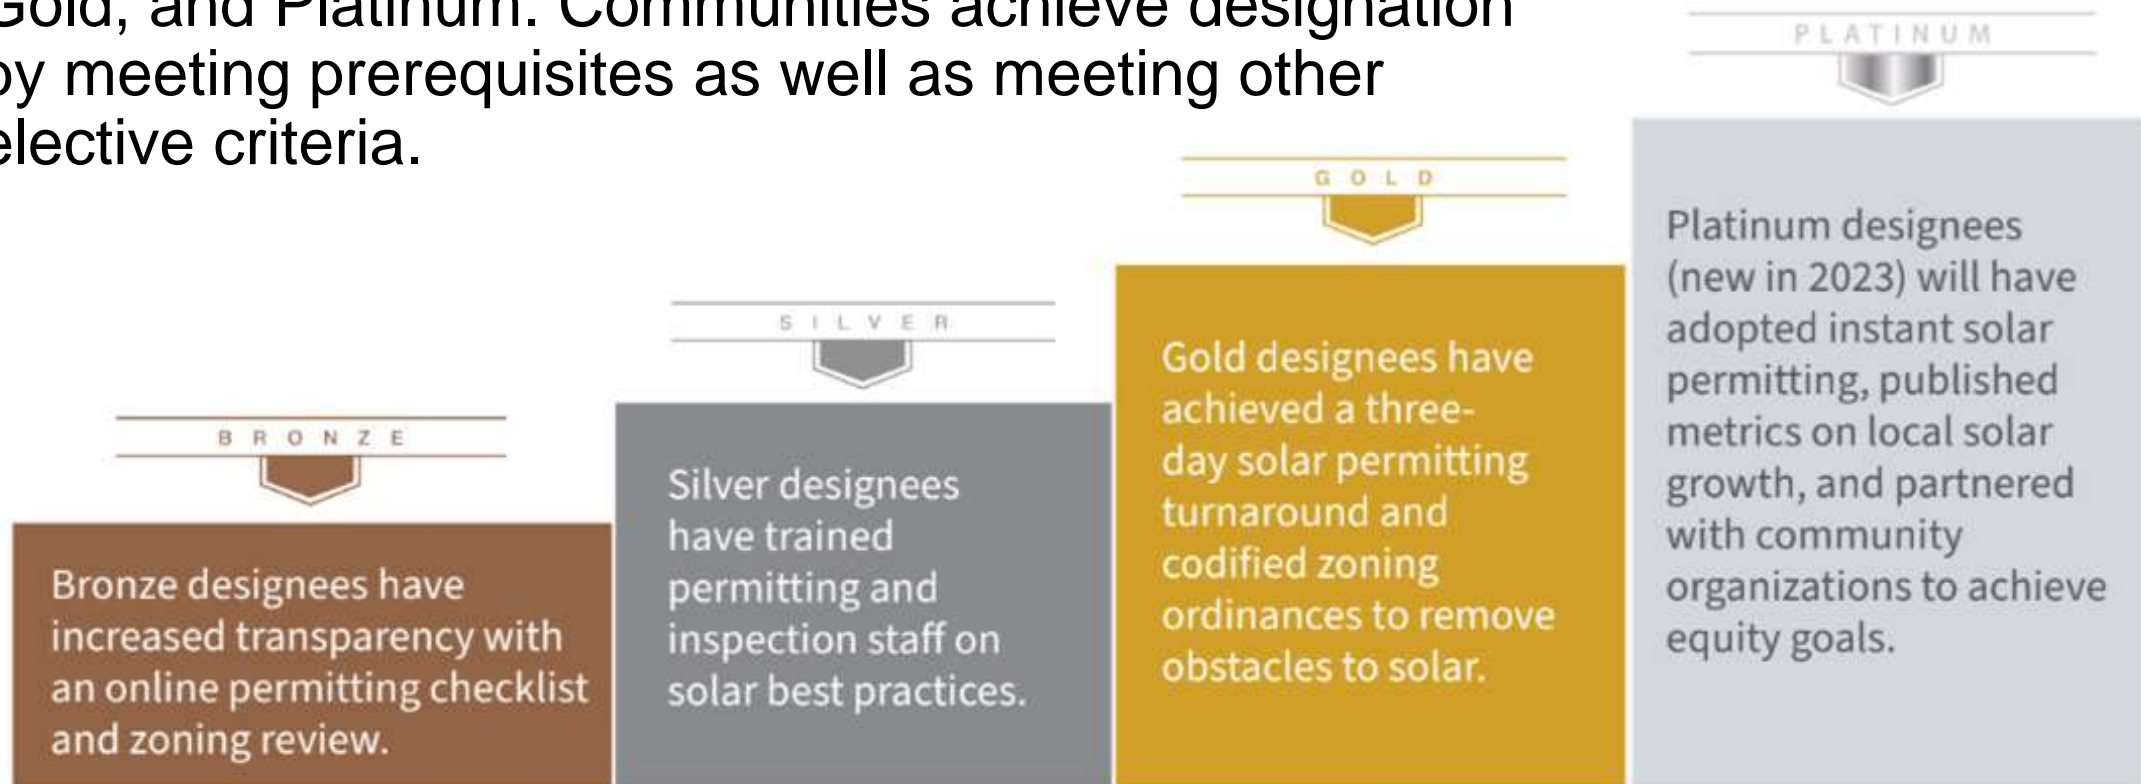 Gold, and Platinum. Communities achieve designation
by meeting prerequisites as well as meeting other
elective criteria.
PLATINUM
GOLD
SILVER
BRONZE
Bronze designees have
increased transparency with
an online permitting checklist
and zoning review.
Silver designees
have trained
permitting and
inspection staff on
solar best practices.
Gold designees have
achieved a three-
day solar permitting
turnaround and
codified zoning
ordinances to remove
obstacles to solar.
Platinum designees
(new in 2023) will have
adopted instant solar
permitting, published
metrics on local solar
growth, and partnered
with community
organizations to achieve
equity goals.